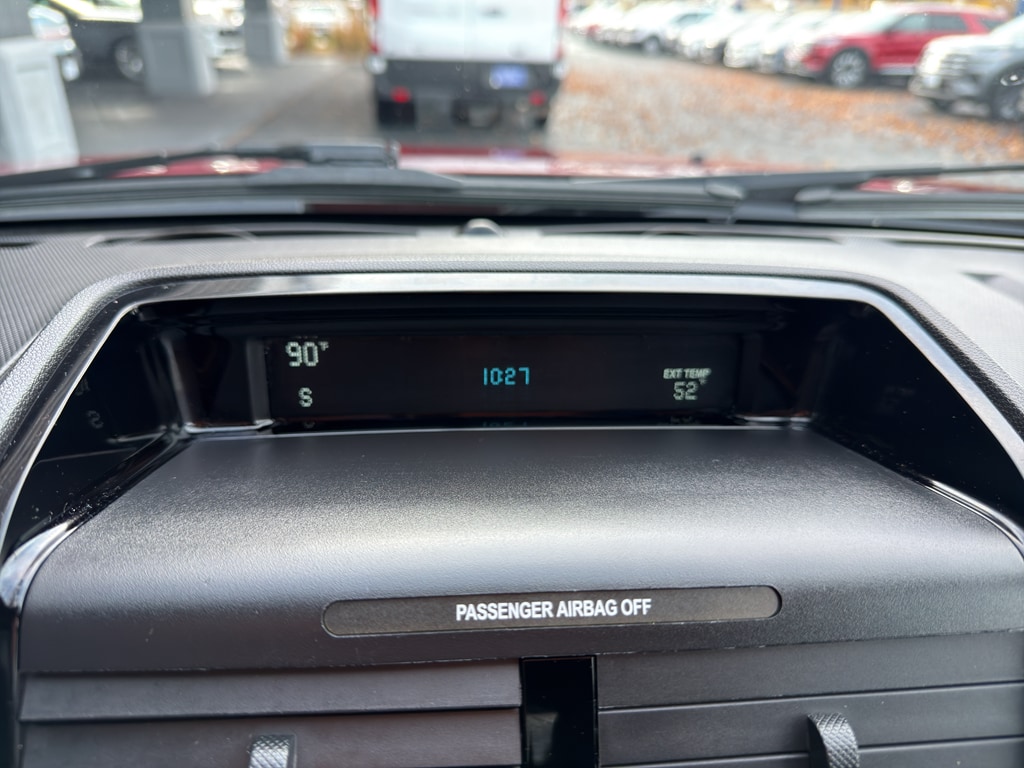 90°F
S
10:27
EXT TEMP
52°
PASSENGER AIRBAG OFF